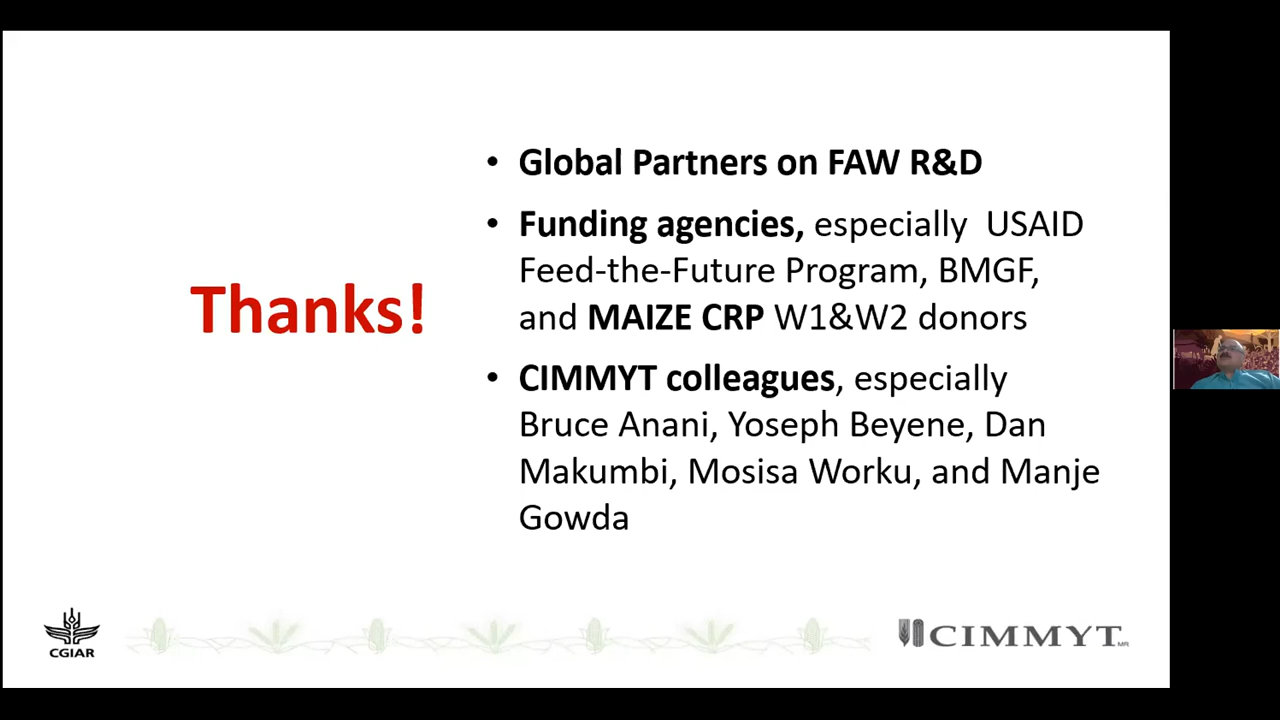 Thanks!
• Global Partners on FAW R&D
• Funding agencies, especially USAID
Feed-the-Future Program, BMGF,
and MAIZE CRP W1&W2 donors
• CIMMYT colleagues, especially
Bruce Anani, Yoseph Beyene, Dan
Makumbi, Mosisa Worku, and Manje
Gowda
CGIAR
CIMMYT MR